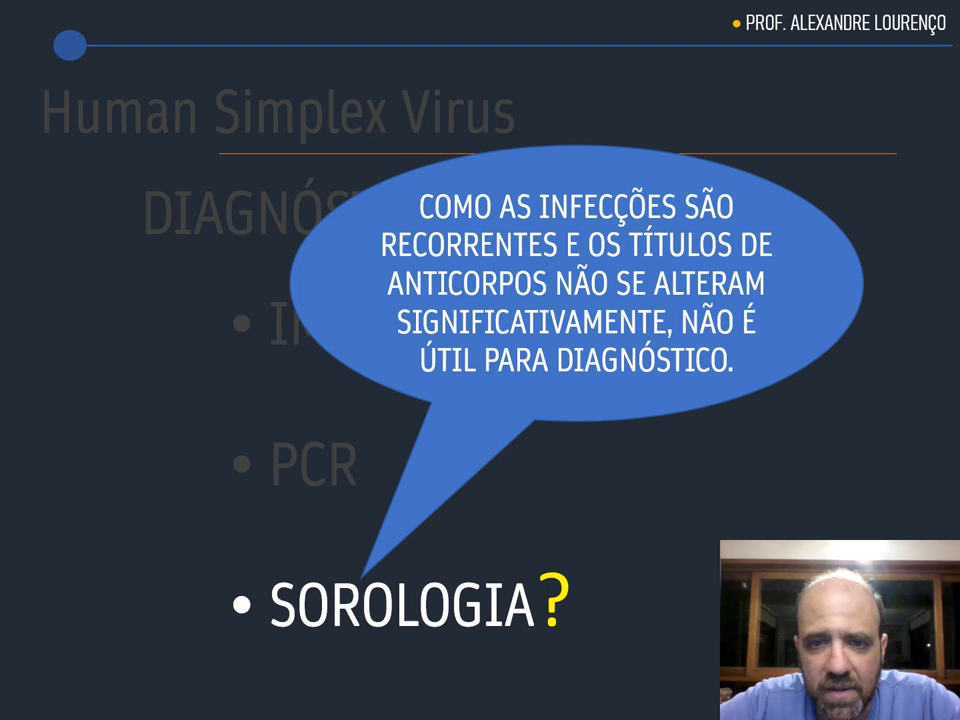 • PROF. ALEXANDRE LOURENÇO
Human Simplex Virus
DIAGNÓS
COMO AS INFECÇÕES SÃO
RECORRENTES E OS TÍTULOS DE
ANTICORPOS NÃO SE ALTERAM
SIGNIFICATIVAMENTE, NÃO É
ÚTIL PARA DIAGNÓSTICO.
• PCR
• SOROLOGIA?